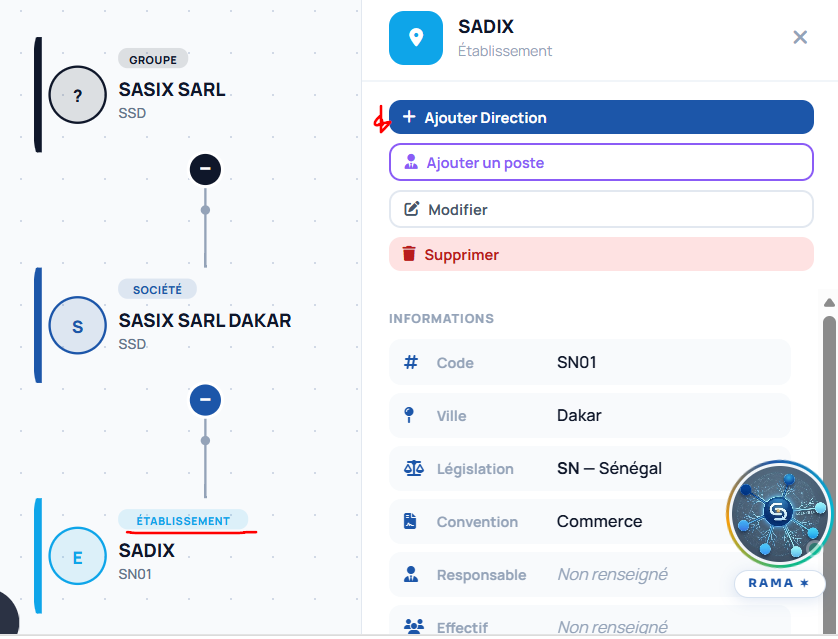 GROUPE
?
SASIX SARL
SSD
SOCIÉTÉ
S
SASIX SARL DAKAR
SSD
ÉTABLISSEMENT
E
SADIX
SN01
SADIX
Établissement
Ajouter Direction
Ajouter un poste
Modifier
Supprimer
INFORMATIONS
# Code SN01
Ville Dakar
Législation SN — Sénégal
Convention Commerce
Responsable Non renseigné
Effectif Non renseigné
RAMA